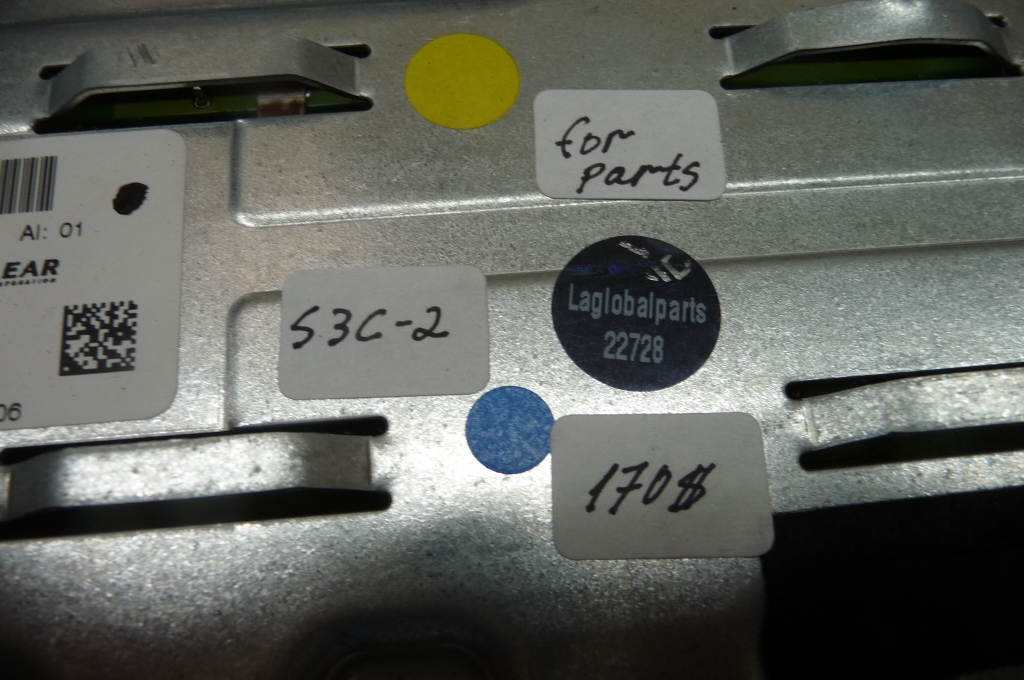 for
parts
AI: 01
EAR
S3C-2
Laglobalparts
22728
06
170$